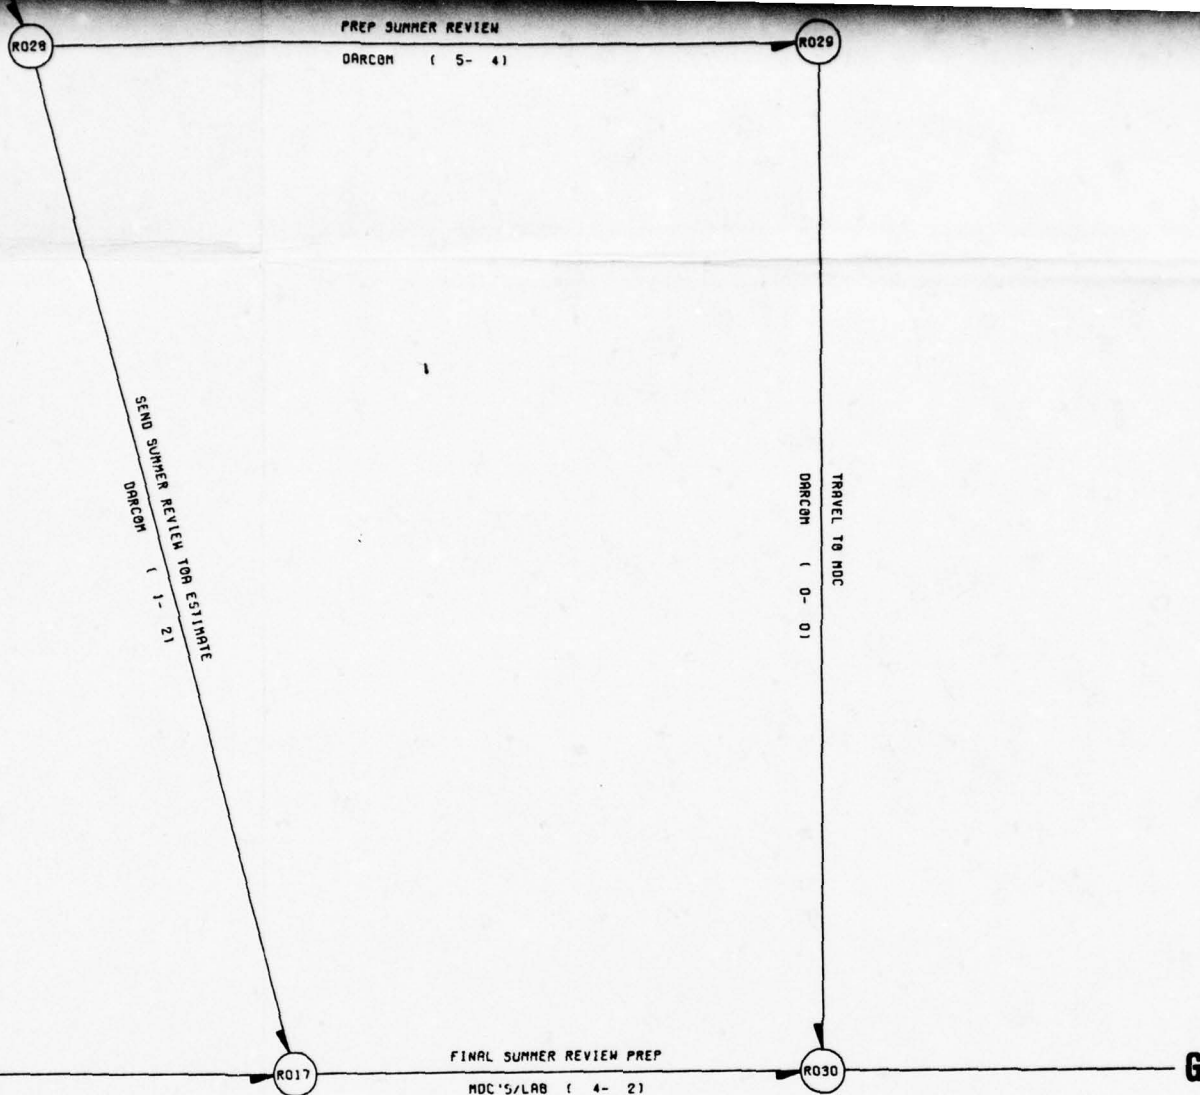 R028
PREP SUMMER REVIEW
DARCOM ( 5- 4)
R029
SEND SUMMER REVIEW TOA ESTIMATE
DARCOM ( 1- 2)
TRAVEL TO MDC
DARCOM ( 0- 0)
R017
FINAL SUMMER REVIEW PREP
MDC'S/LAB ( 4- 2)
R030
G